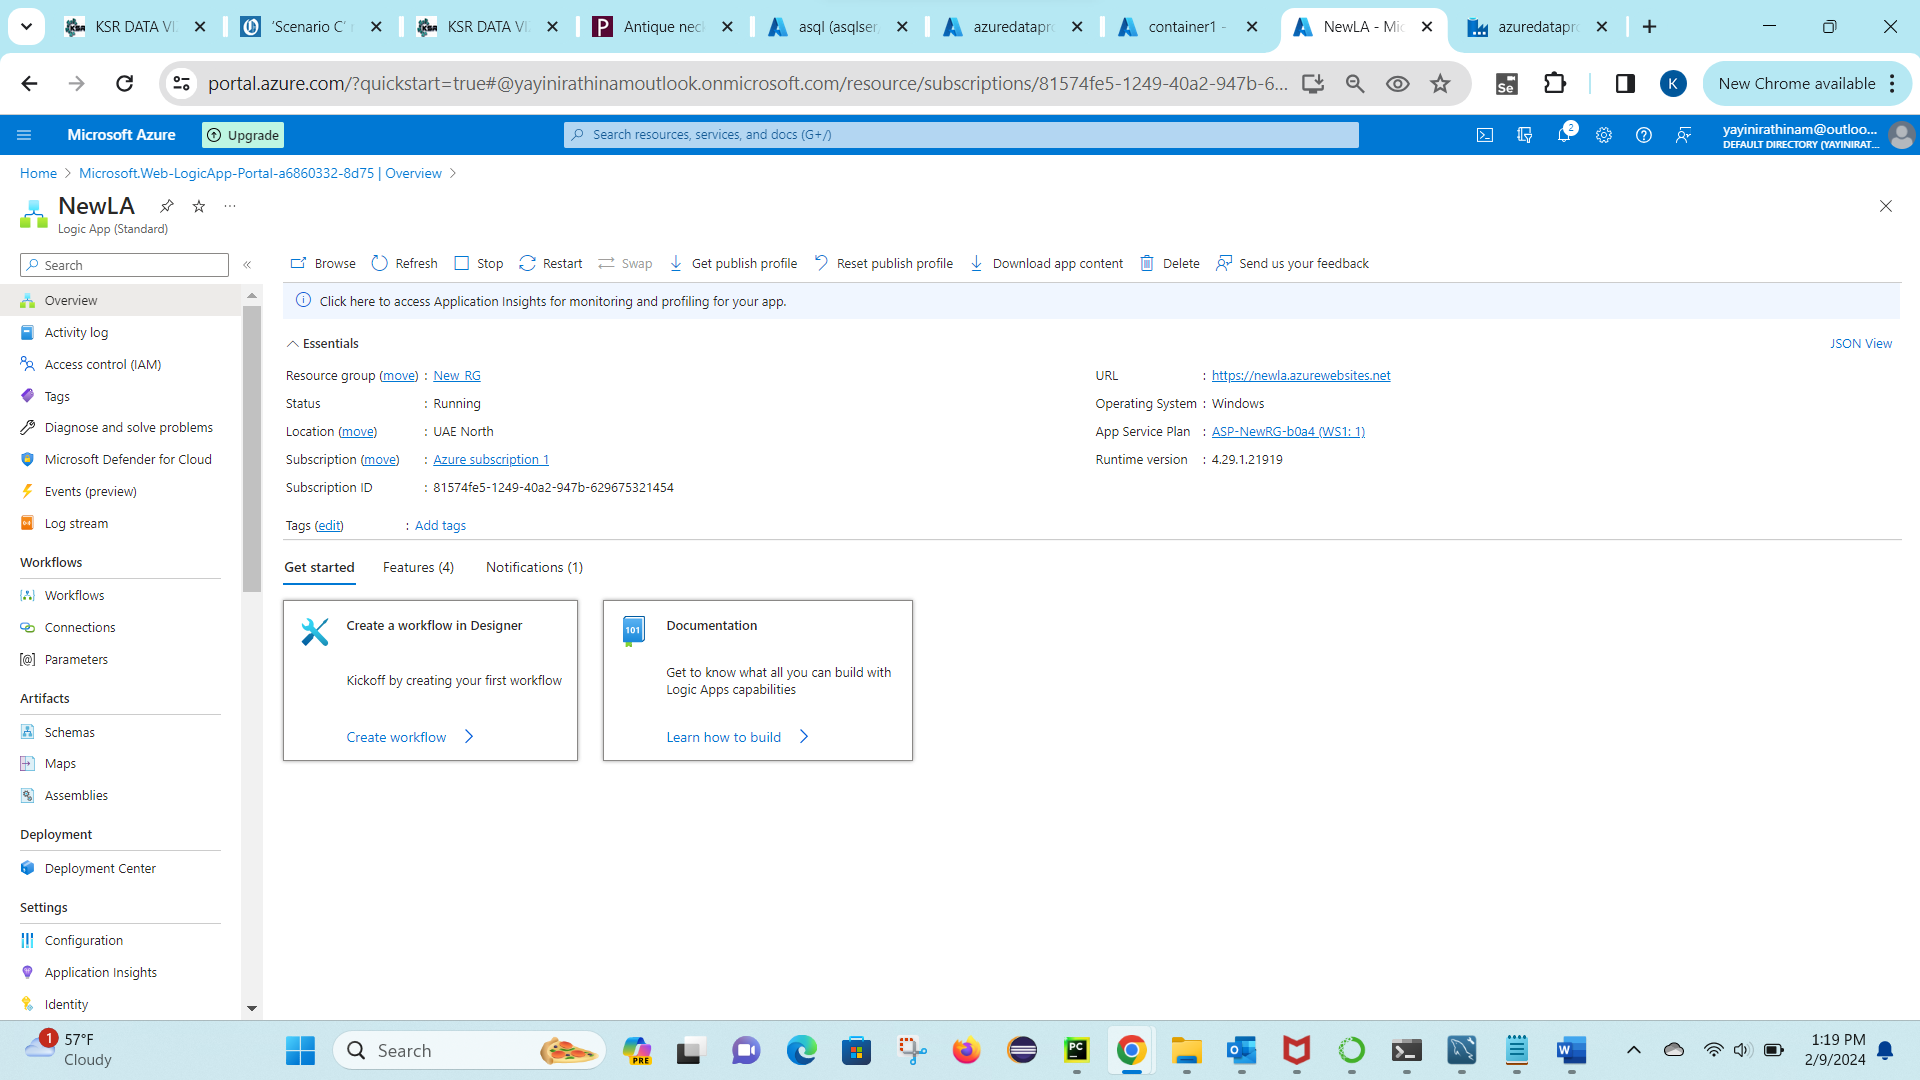 KSR DATA VI
'Scenario C'
KSR DATA VI
Antique neck
asql (asqlser
azuredatapr
container1 -
NewLA - Mic
azuredatapr
portal.azure.com/?quickstart=true#@yayinirathinamoutlook.onmicrosoft.com/resource/subscriptions/81574fe5-1249-40a2-947b-6...
Se
K
New Chrome available
Microsoft Azure
Upgrade
Search resources, services, and docs (G+/)
2
yayinirathinam@outloo...
DEFAULT DIRECTORY (YAYINIRAT...
Home > Microsoft.Web-LogicApp-Portal-a6860332-8d75 | Overview >
NewLA
Logic App (Standard)
Search
Browse
Refresh
Stop
Restart
Swap
Get publish profile
Reset publish profile
Download app content
Delete
Send us your feedback
Click here to access Application Insights for monitoring and profiling for your app.
Essentials
JSON View
Resource group (move) : New_RG
Status : Running
Location (move) : UAE North
Subscription (move) : Azure subscription 1
Subscription ID : 81574fe5-1249-40a2-947b-629675321454
URL : https://newla.azurewebsites.net
Operating System : Windows
App Service Plan : ASP-NewRG-b0a4 (WS1: 1)
Runtime version : 4.29.1.21919
Tags (edit) : Add tags
Get started
Features (4)
Notifications (1)
Create a workflow in Designer
Kickoff by creating your first workflow
Create workflow
101
Documentation
Get to know what all you can build with
Logic Apps capabilities
Learn how to build
Overview
Activity log
Access control (IAM)
Tags
Diagnose and solve problems
Microsoft Defender for Cloud
Events (preview)
Log stream
Workflows
Workflows
Connections
Parameters
Artifacts
Schemas
Maps
Assemblies
Deployment
Deployment Center
Settings
Configuration
Application Insights
Identity
1
57°F
Cloudy
Search
PRE
PC
W
1:19 PM
2/9/2024